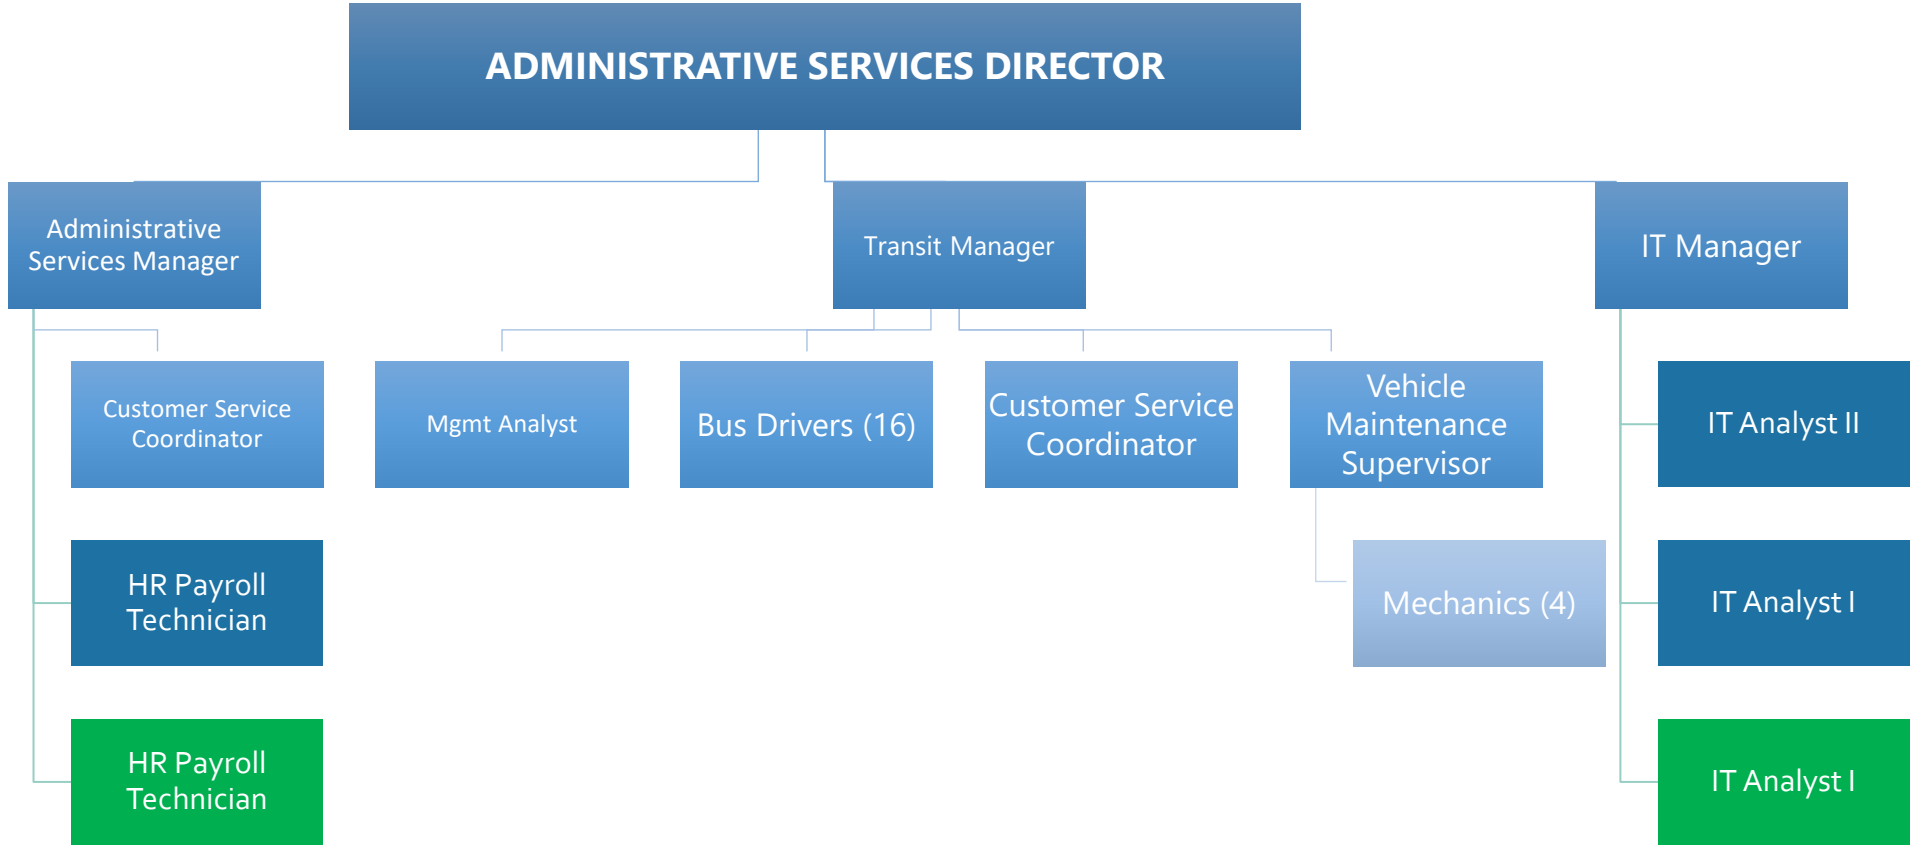 ADMINISTRATIVE SERVICES DIRECTOR
Administrative
Services Manager
Transit Manager
IT Manager
Customer Service
Coordinator
Mgmt Analyst
Bus Drivers (16)
Customer Service
Coordinator
Vehicle
Maintenance
Supervisor
IT Analyst II
HR Payroll
Technician
Mechanics (4)
IT Analyst I
HR Payroll
Technician
IT Analyst I